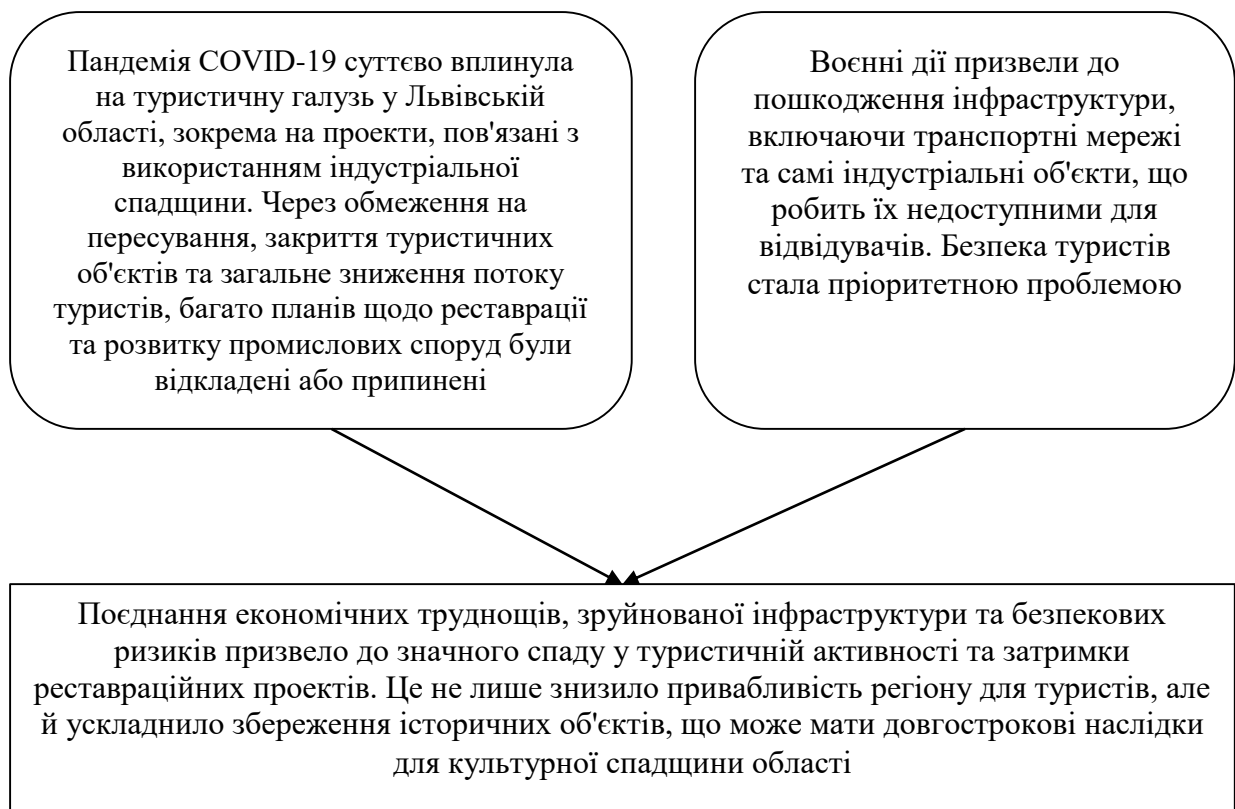 Пандемія COVID-19 суттєво вплинула
на туристичну галузь у Львівській
області, зокрема на проекти, пов'язані з
використанням індустріальної
спадщини. Через обмеження на
пересування, закриття туристичних
об'єктів та загальне зниження потоку
туристів, багато планів щодо реставрації
та розвитку промислових споруд були
відкладені або припинені
Воєнні дії призвели до
пошкодження інфраструктури,
включаючи транспортні мережі
та самі індустріальні об'єкти, що
робить їх недоступними для
відвідувачів. Безпека туристів
стала пріоритетною проблемою
Поєднання економічних труднощів, зруйнованої інфраструктури та безпекових
ризиків призвело до значного спаду у туристичній активності та затримки
реставраційних проектів. Це не лише знизило привабливість регіону для туристів, але
й ускладнило збереження історичних об'єктів, що може мати довгострокові наслідки
для культурної спадщини області